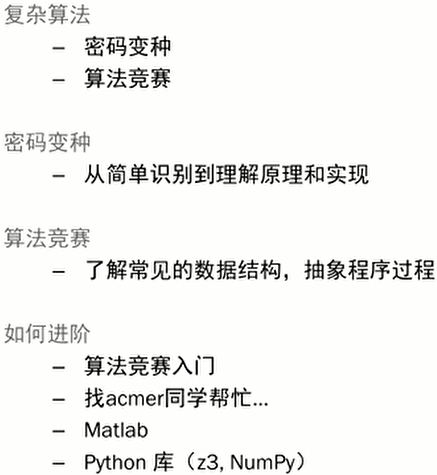 复杂算法
– 密码变种
– 算法竞赛
密码变种
– 从简单识别到理解原理和实现
算法竞赛
– 了解常见的数据结构，抽象程序过程
如何进阶
– 算法竞赛入门
– 找acmer同学帮忙...
– Matlab
– Python 库（z3, NumPy）